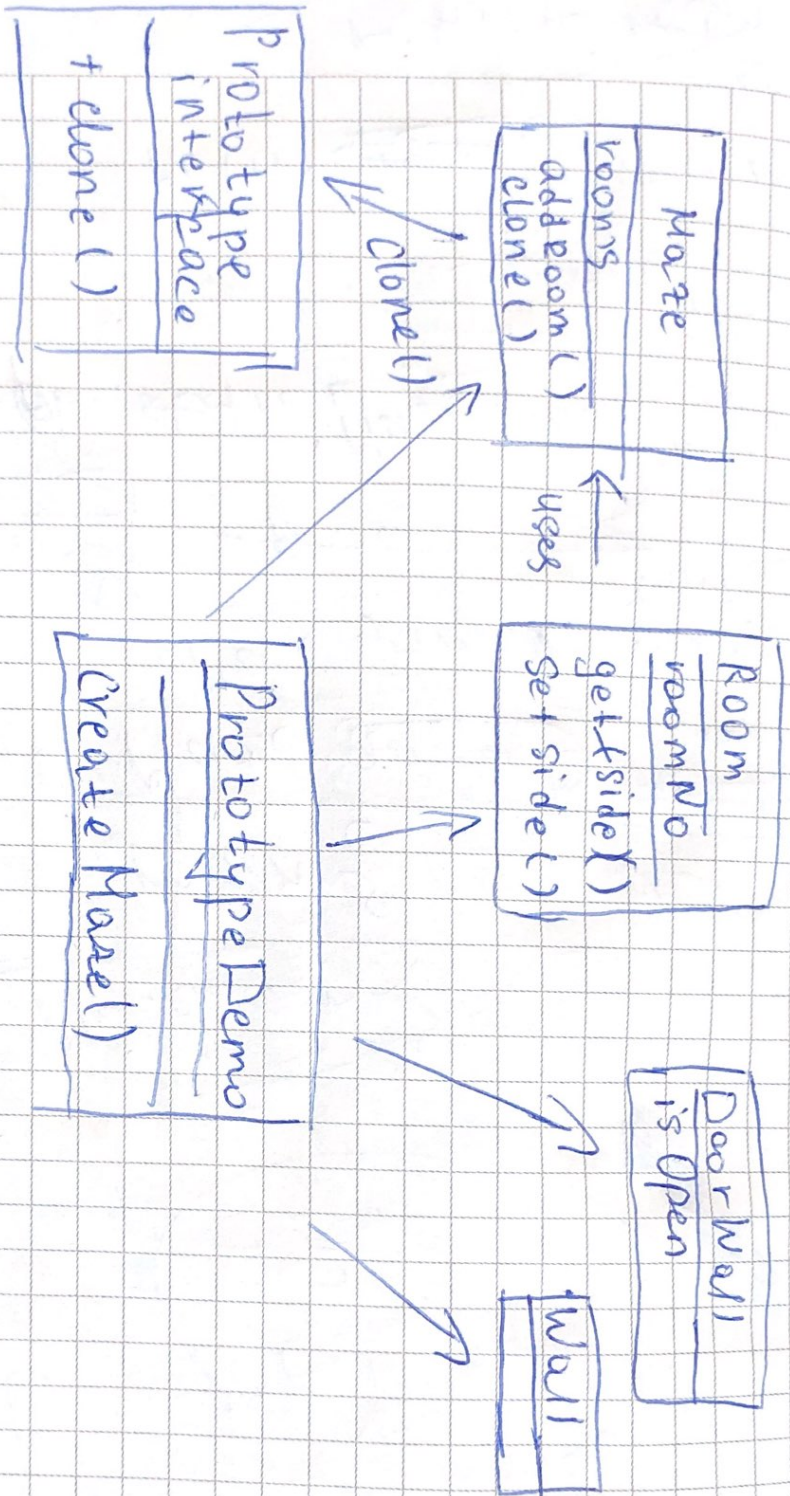 Maze
rooms
addRoom()
clone()
uses
Room
roomNo
getside()
setside()
DoorWall
isOpen
Wall
clone()
Prototype
interface
+ clone()
PrototypeDemo
CreateMaze()